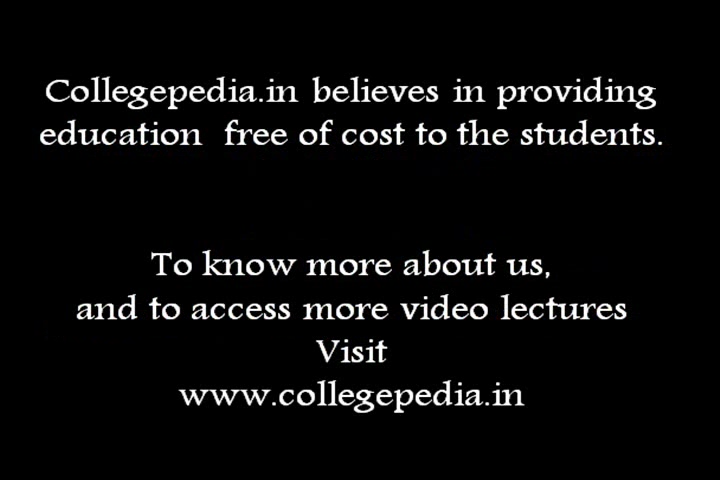 Collegepedia.in believes in providing
education free of cost to the students.
To know more about us,
and to access more video lectures
Visit
www.collegepedia.in